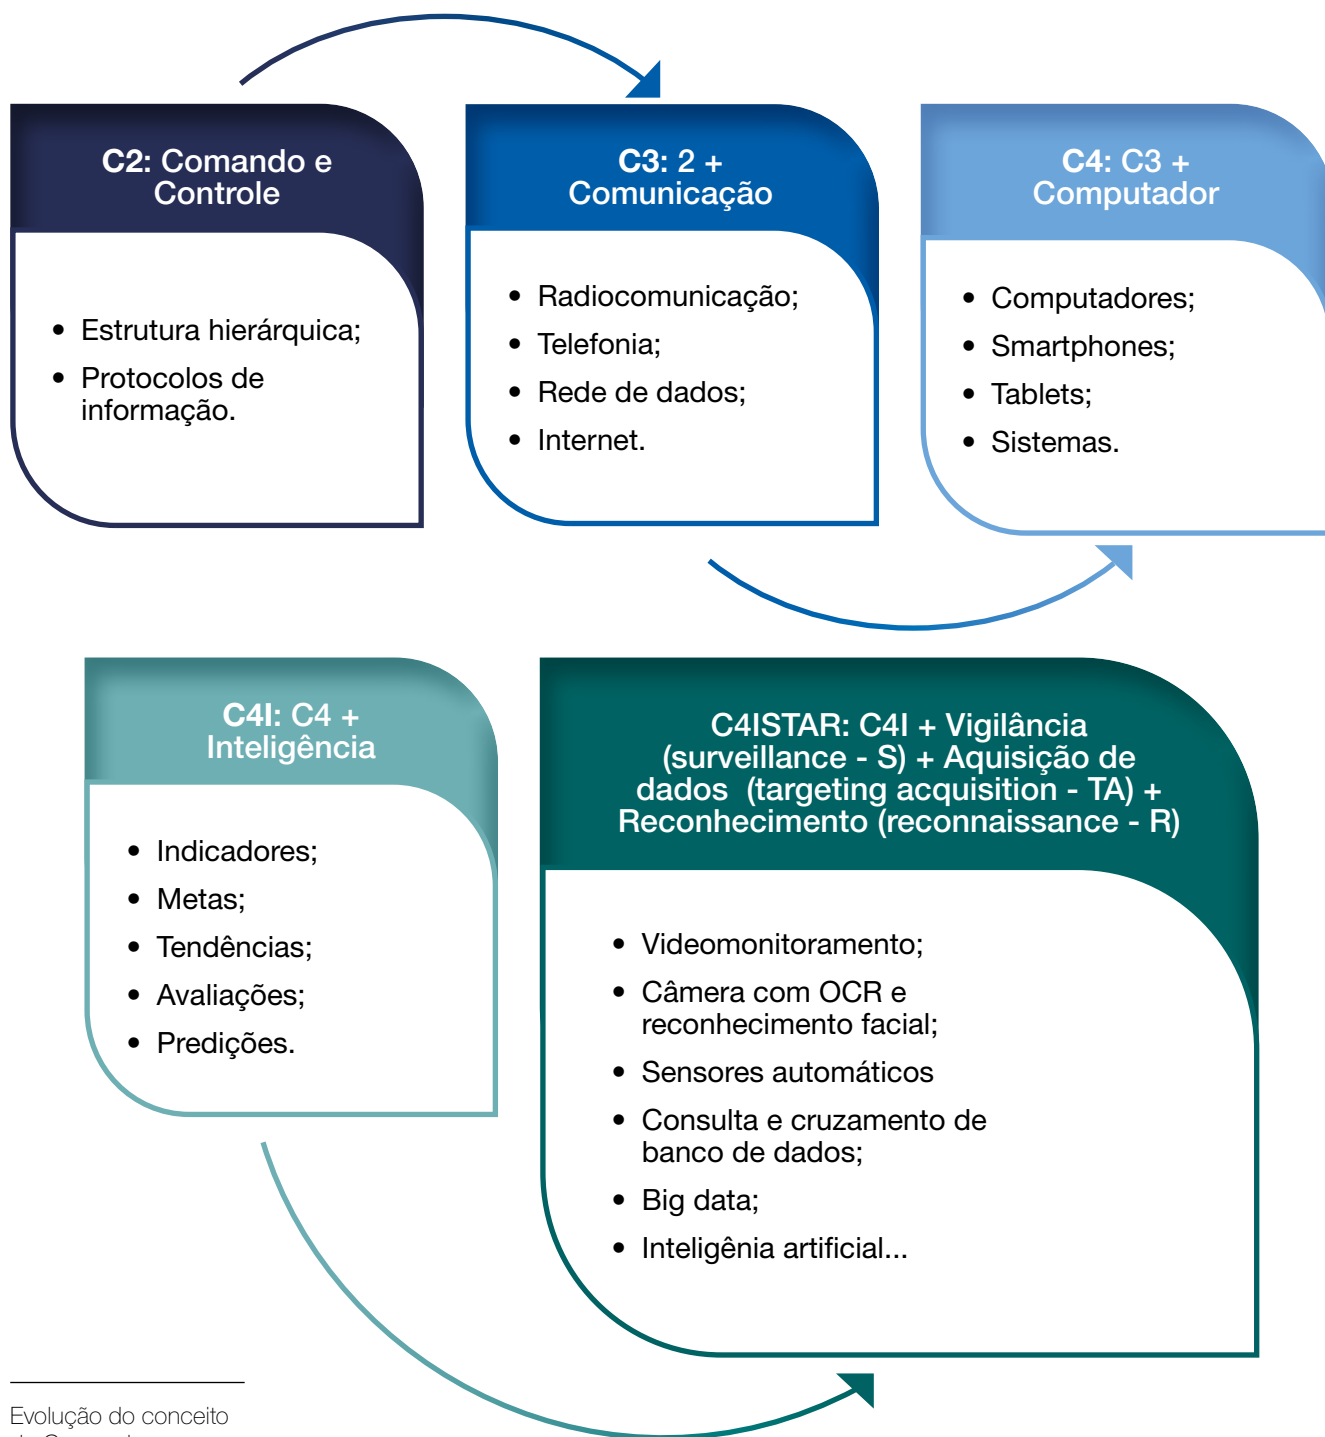 C2: Comando e
Controle
• Estrutura hierárquica;
• Protocolos de
informação.
C3: 2 +
Comunicação
• Radiocomunicação;
• Telefonia;
• Rede de dados;
• Internet.
C4: C3 +
Computador
• Computadores;
• Smartphones;
• Tablets;
• Sistemas.
C4I: C4 +
Inteligência
• Indicadores;
• Metas;
• Tendências;
• Avaliações;
• Predições.
C4ISTAR: C4I + Vigilância
(surveillance - S) + Aquisição de
dados (targeting acquisition - TA) +
Reconhecimento (reconnaissance - R)
• Videomonitoramento;
• Câmera com OCR e
reconhecimento facial;
• Sensores automáticos
• Consulta e cruzamento de
banco de dados;
• Big data;
• Inteligênia artificial...
Evolução do conceito